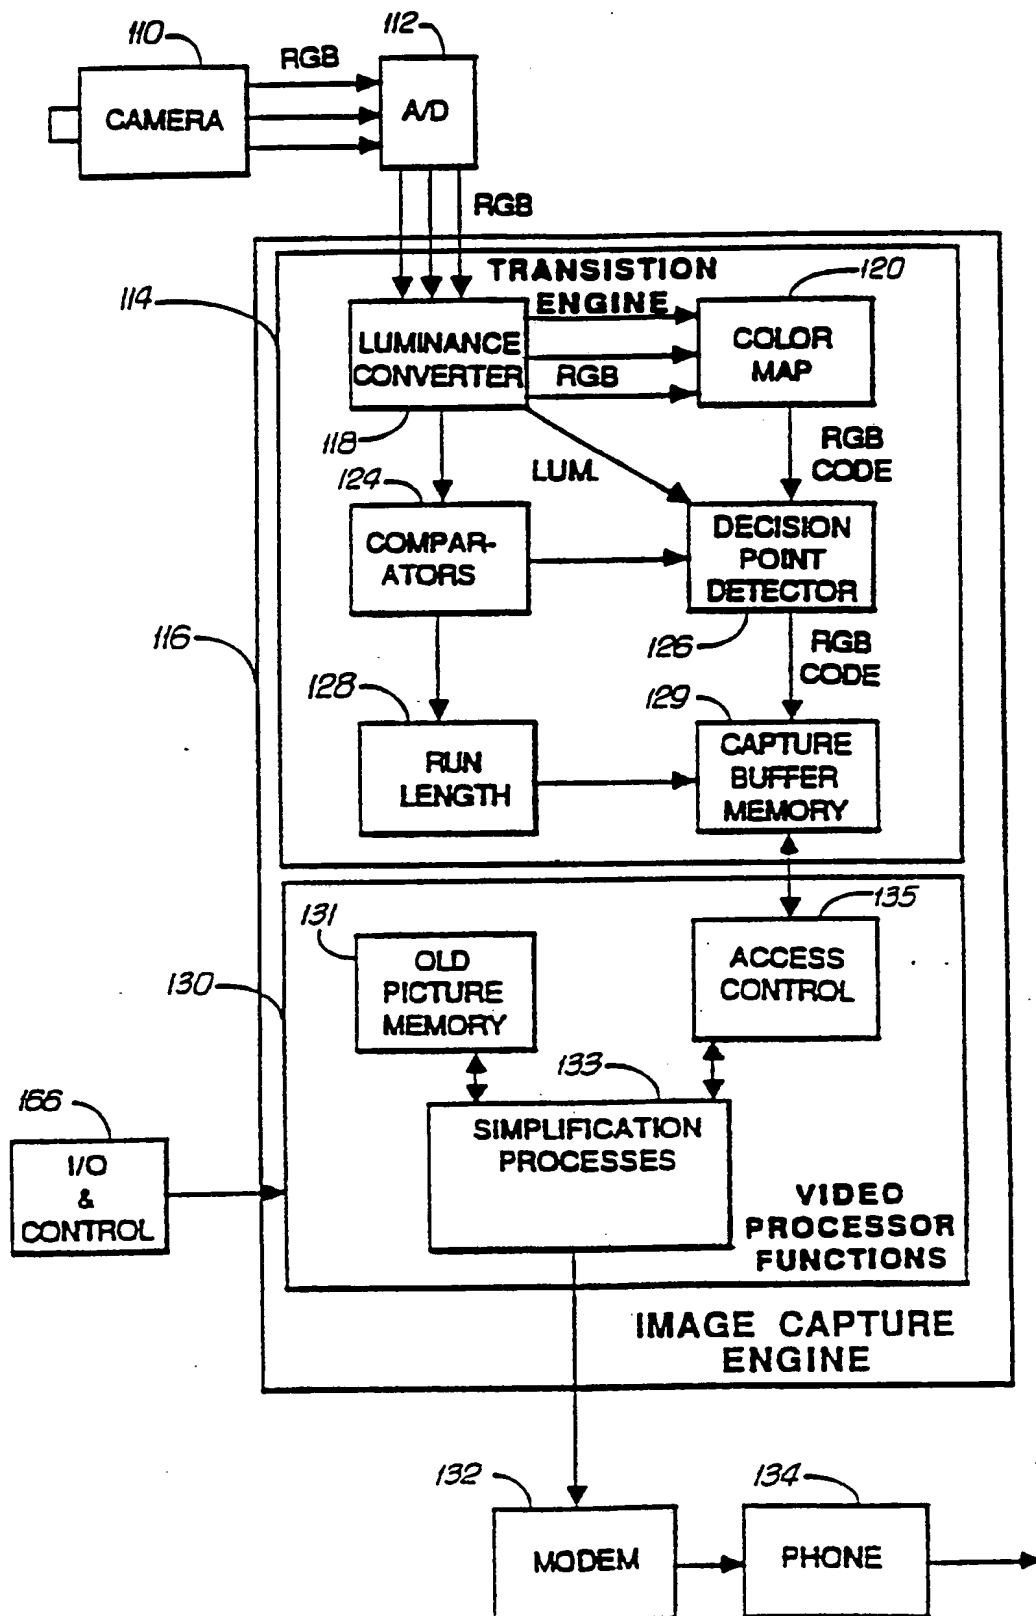 110
RGB
112
CAMERA
A/D
RGB
TRANSISTION
ENGINE
120
114
LUMINANCE
CONVERTER
RGB
COLOR
MAP
118
LUM.
RGB
CODE
124
COMPAR-
ATORS
DECISION
POINT
DETECTOR
116
126
RGB
CODE
128
129
RUN
LENGTH
CAPTURE
BUFFER
MEMORY
131
135
OLD
PICTURE
MEMORY
ACCESS
CONTROL
130
133
166
SIMPLIFICATION
PROCESSES
I/O
&
CONTROL
VIDEO
PROCESSOR
FUNCTIONS
IMAGE CAPTURE
ENGINE
132
134
MODEM
PHONE